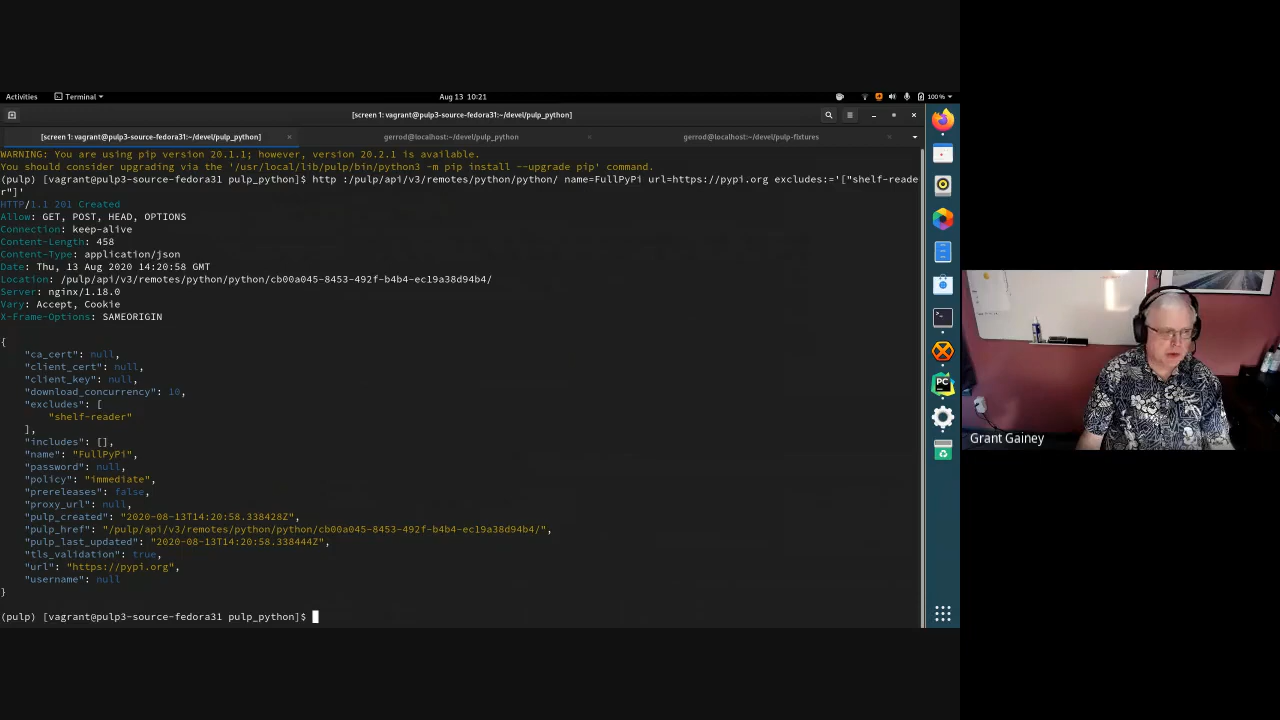 Activities
Terminal
Aug 13 10:21
100 %
[screen 1: vagrant@pulp3-source-fedora31:~/devel/pulp_python]
[screen 1: vagrant@pulp3-source-fedora31:~/devel/pulp_python]
gerrod@localhost:~/devel/pulp_python
gerrod@localhost:~/devel/pulp-fixtures
WARNING: You are using pip version 20.1.1; however, version 20.2.1 is available.
You should consider upgrading via the '/usr/local/lib/pulp/bin/python3 -m pip install --upgrade pip' command.
(pulp) [vagrant@pulp3-source-fedora31 pulp_python]$ http :/pulp/api/v3/remotes/python/python/ name=FullPyPi url=https://pypi.org excludes:='["shelf-reade
r"]'
HTTP/1.1 201 Created
Allow: GET, POST, HEAD, OPTIONS
Connection: keep-alive
Content-Length: 458
Content-Type: application/json
Date: Thu, 13 Aug 2020 14:20:58 GMT
Location: /pulp/api/v3/remotes/python/python/cb00a045-8453-492f-b4b4-ec19a38d94b4/
Server: nginx/1.18.0
Vary: Accept, Cookie
X-Frame-Options: SAMEORIGIN
{
"ca_cert": null,
"client_cert": null,
"client_key": null,
"download_concurrency": 10,
"excludes": [
"shelf-reader"
],
"includes": [],
"name": "FullPyPi",
"password": null,
"policy": "immediate",
"prereleases": false,
"proxy_url": null,
"pulp_created": "2020-08-13T14:20:58.338428Z",
"pulp_href": "/pulp/api/v3/remotes/python/python/cb00a045-8453-492f-b4b4-ec19a38d94b4/",
"pulp_last_updated": "2020-08-13T14:20:58.338444Z",
"tls_validation": true,
"url": "https://pypi.org",
"username": null
}
(pulp) [vagrant@pulp3-source-fedora31 pulp_python]$
PC
Grant Gainey